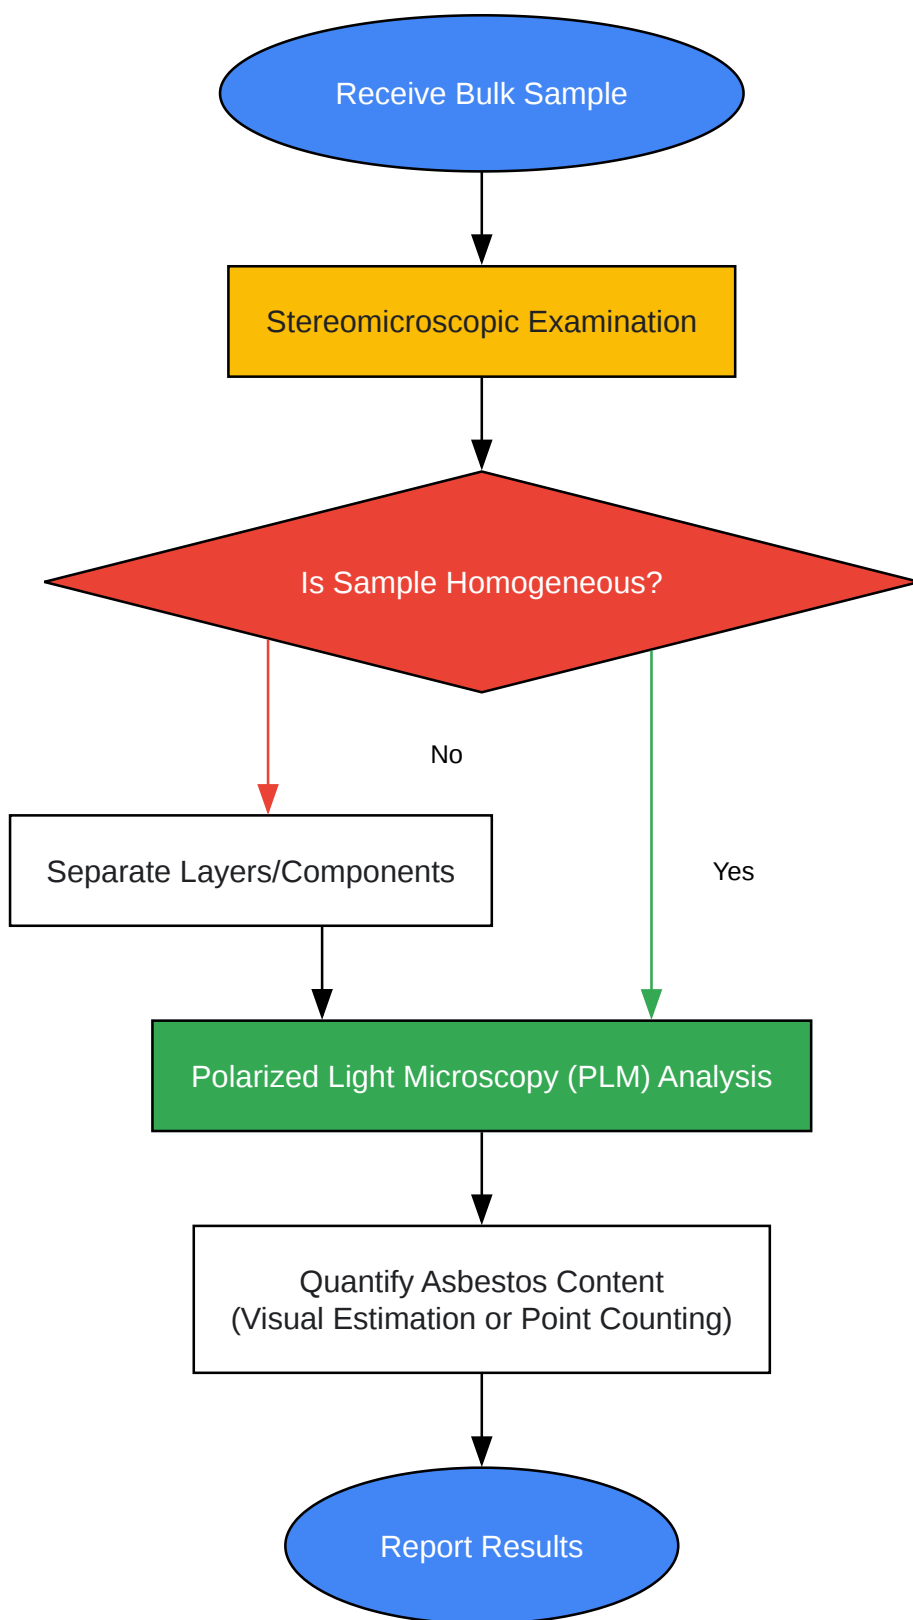 Receive Bulk Sample
Stereomicroscopic Examination
Is Sample Homogeneous?
No
Separate Layers/Components
Yes
Polarized Light Microscopy (PLM) Analysis
Quantify Asbestos Content
(Visual Estimation or Point Counting)
Report Results